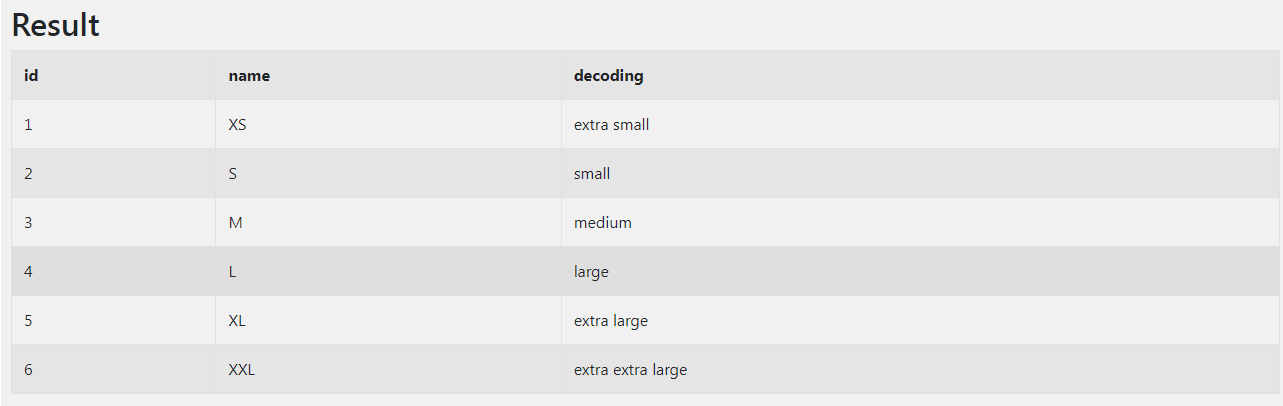 Result
id name decoding
1 XS extra small
2 S small
3 M medium
4 L large
5 XL extra large
6 XXL extra extra large